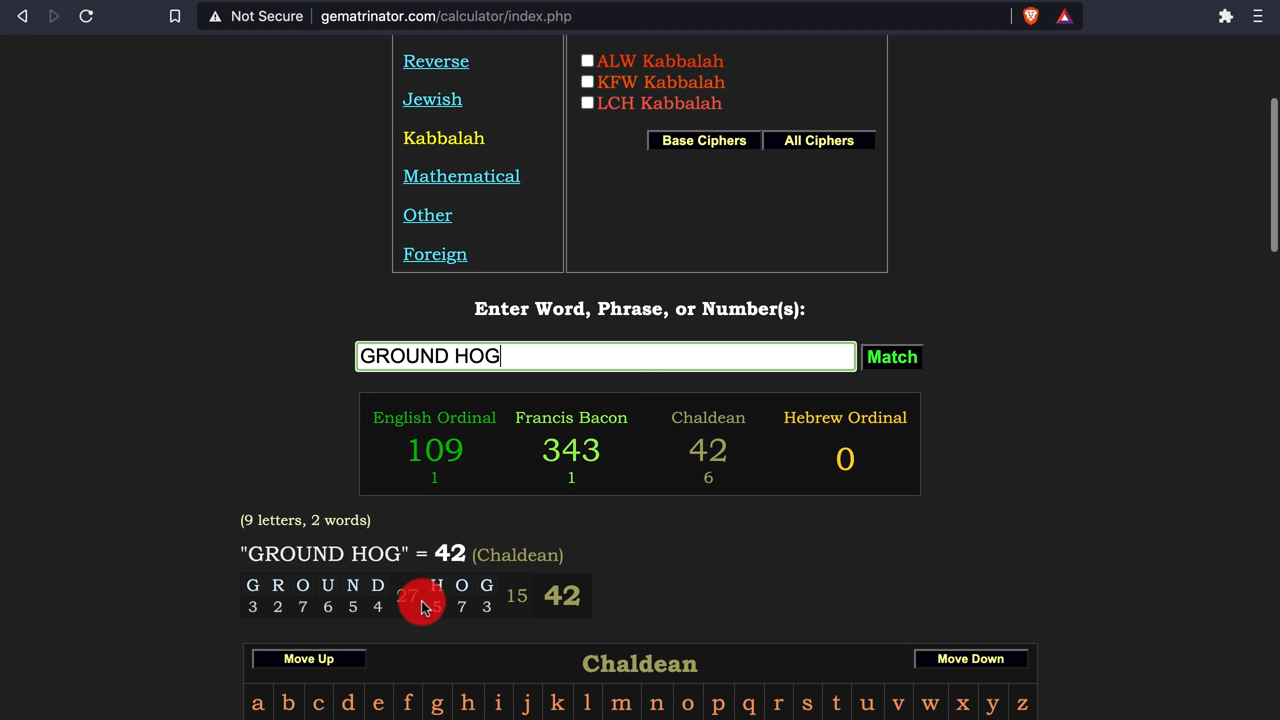 Not Secure gematrinator.com/calculator/index.php
Reverse
Jewish
Kabbalah
Mathematical
Other
Foreign
ALW Kabbalah
KFW Kabbalah
LCH Kabbalah
Base Ciphers All Ciphers
Enter Word, Phrase, or Number(s):
GROUND HOG Match
English Ordinal Francis Bacon Chaldean Hebrew Ordinal
109 343 42 0
1 1 6
(9 letters, 2 words)
"GROUND HOG" = 42 (Chaldean)
G R O U N D H O G
3 2 7 6 5 4 27 5 7 3 15 42
Move Up Chaldean Move Down
a b c d e f g h i j k l m n o p q r s t u v w x y z